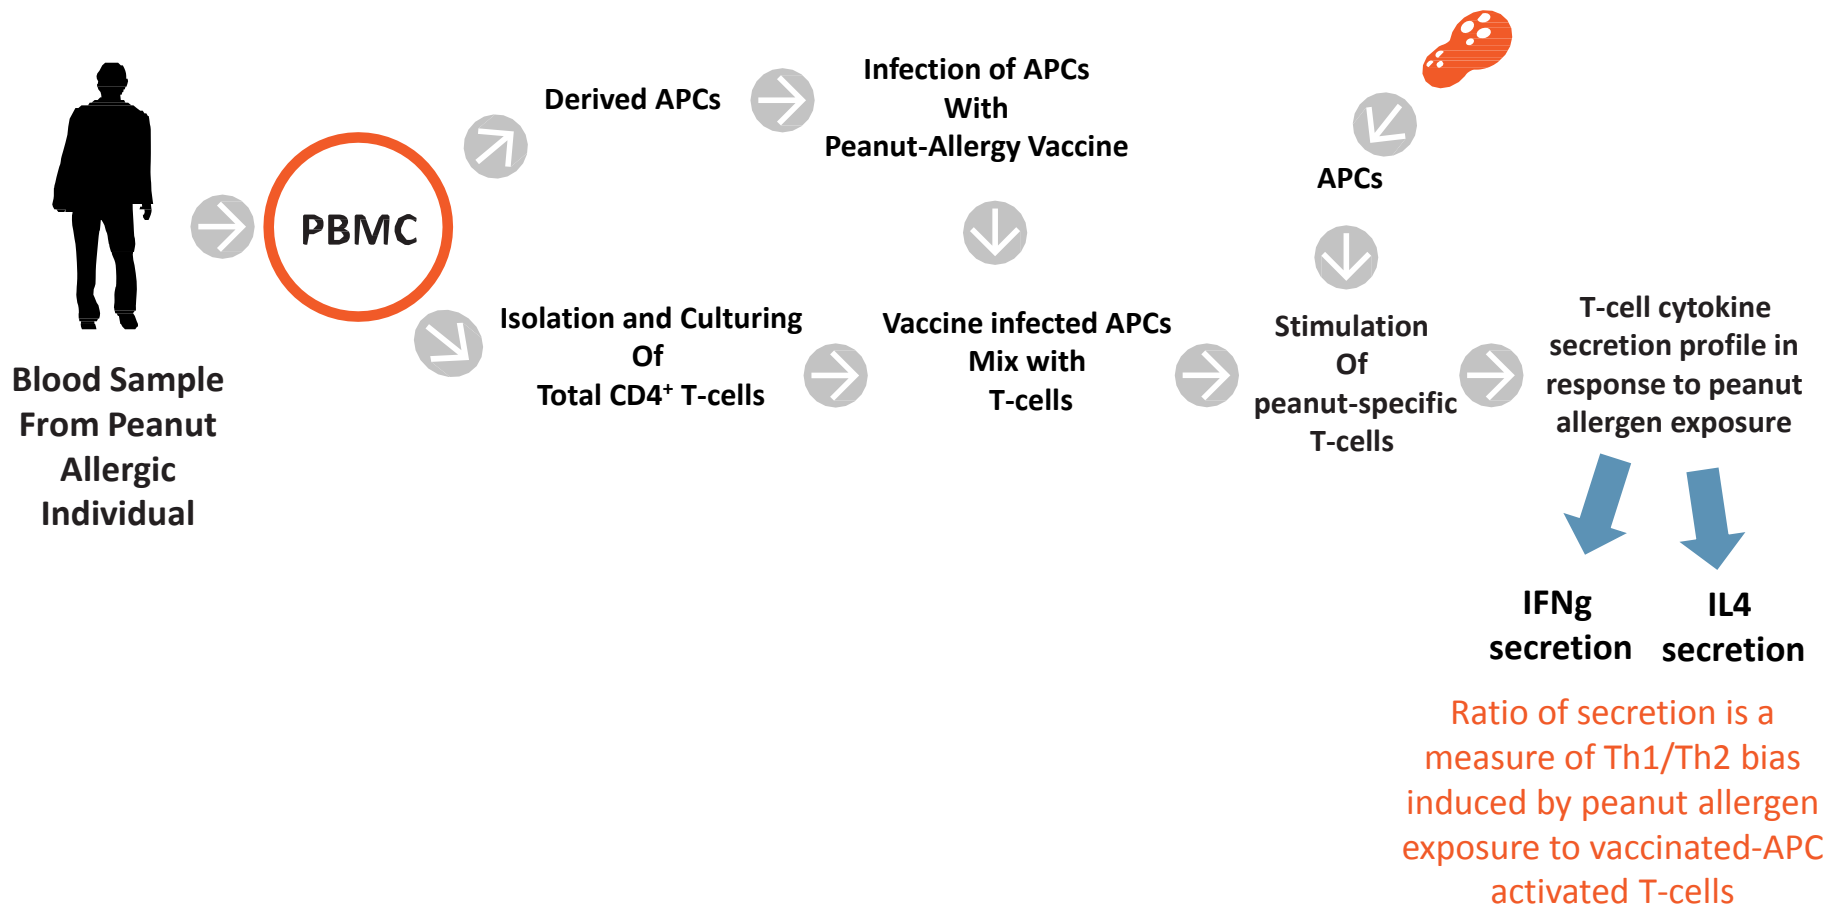 Blood Sample
From Peanut
Allergic
Individual
PBMC
Derived APCs
Infection of APCs
With
Peanut-Allergy Vaccine
Isolation and Culturing
Of
Total CD4⁺ T-cells
Vaccine infected APCs
Mix with
T-cells
APCs
Stimulation
Of
peanut-specific
T-cells
T-cell cytokine
secretion profile in
response to peanut
allergen exposure
IFNg
secretion
IL4
secretion
Ratio of secretion is a
measure of Th1/Th2 bias
induced by peanut allergen
exposure to vaccinated-APC
activated T-cells